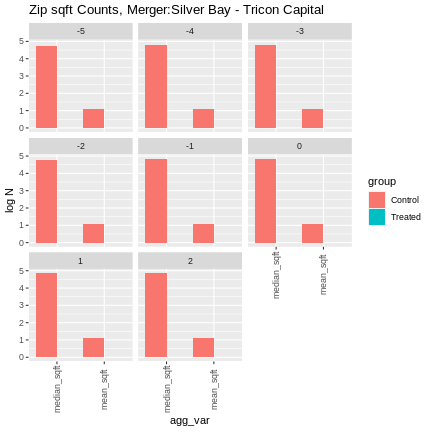 Zip sqft Counts, Merger:Silver Bay - Tricon Capital
-5
-4
-3
5
4
3
2
1
0
-2
-1
0
5
4
3
2
1
0
log N
group
Control
Treated
1
2
5
4
3
2
1
0
median_sqft
mean_sqft
median_sqft
mean_sqft
median_sqft
mean_sqft
agg_var